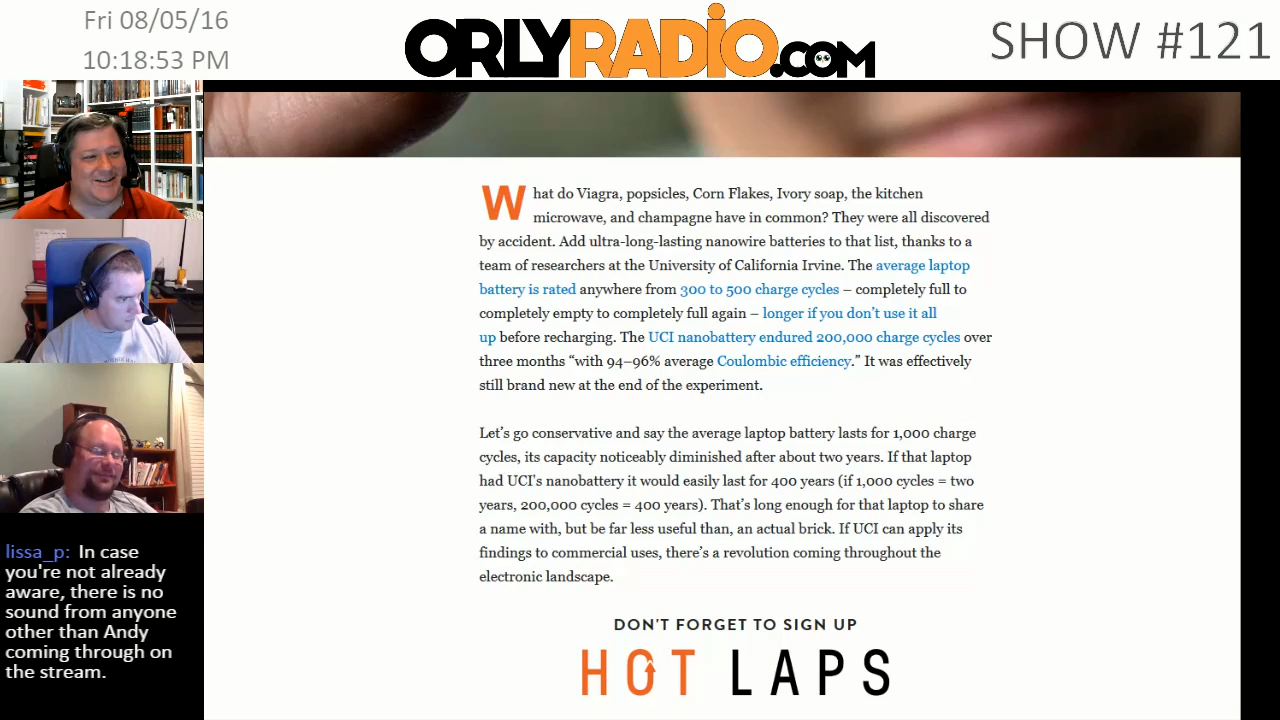 Fri 08/05/16
10:18:53 PM
ORLYRADIO.COM
SHOW #121
What do Viagra, popsicles, Corn Flakes, Ivory soap, the kitchen
microwave, and champagne have in common? They were all discovered
by accident. Add ultra-long-lasting nanowire batteries to that list, thanks to a
team of researchers at the University of California Irvine. The average laptop
battery is rated anywhere from 300 to 500 charge cycles – completely full to
completely empty to completely full again – longer if you don’t use it all
up before recharging. The UCI nanobattery endured 200,000 charge cycles over
three months “with 94–96% average Coulombic efficiency.” It was effectively
still brand new at the end of the experiment.
Let’s go conservative and say the average laptop battery lasts for 1,000 charge
cycles, its capacity noticeably diminished after about two years. If that laptop
had UCI’s nanobattery it would easily last for 400 years (if 1,000 cycles = two
years, 200,000 cycles = 400 years). That’s long enough for that laptop to share
a name with, but be far less useful than, an actual brick. If UCI can apply its
findings to commercial uses, there’s a revolution coming throughout the
electronic landscape.
DON'T FORGET TO SIGN UP
HOT LAPS
lissa_p: In case
you're not already
aware, there is no
sound from anyone
other than Andy
coming through on
the stream.